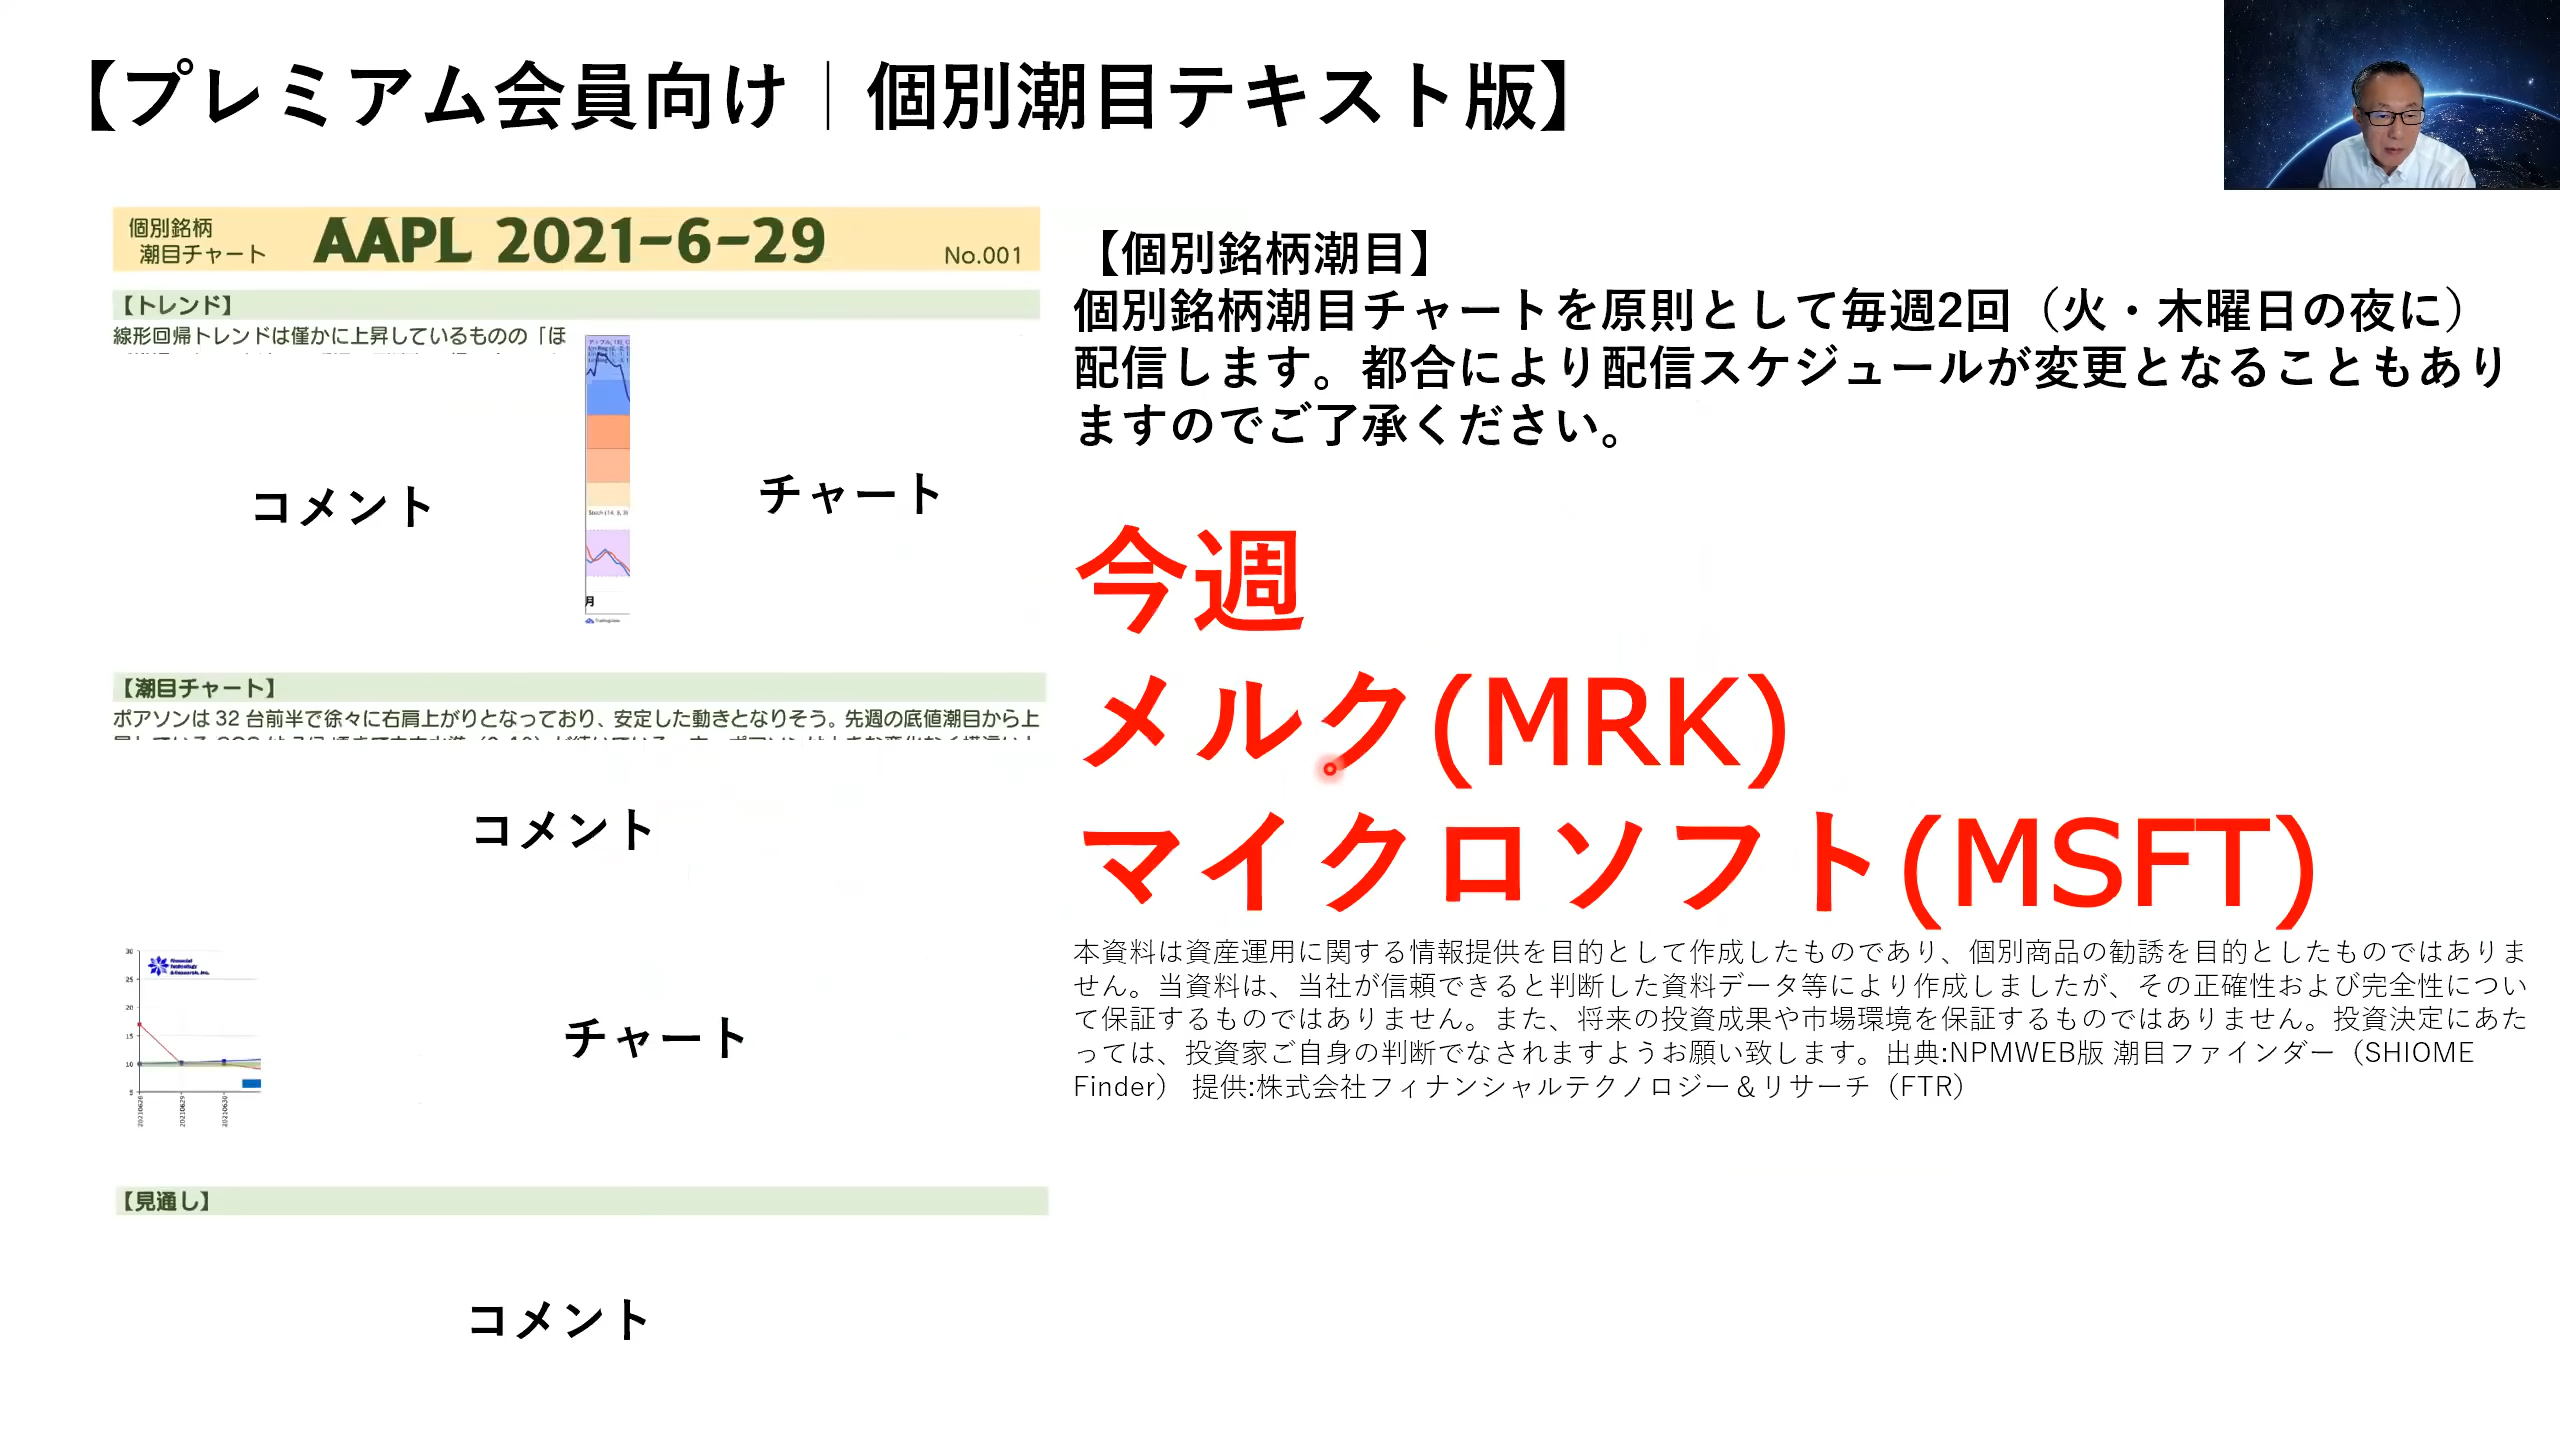 【プレミアム会員向け｜個別潮目テキスト版】
個別銘柄
潮目チャート
AAPL 2021-6-29
No.001
【トレンド】
線形回帰トレンドは僅かに上昇しているものの「ほ
コメント
チャート
月
TradingView
【潮目チャート】
ポアソンは 32 台前半で徐々に右肩上がりとなっており、安定した動きとなりそう。先週の底値潮目から上
コメント
30
25
20
15
10
5
Financial
Technology
& Research, Inc.
20210628
20210629
20210630
チャート
【見通し】
コメント
【個別銘柄潮目】
個別銘柄潮目チャートを原則として毎週2回（火・木曜日の夜に）
配信します。都合により配信スケジュールが変更となることもあり
ますのでご了承ください。
今週
メルク(MRK)
マイクロソフト(MSFT)
本資料は資産運用に関する情報提供を目的として作成したものであり、個別商品の勧誘を目的としたものではありま
せん。当資料は、当社が信頼できると判断した資料データ等により作成しましたが、その正確性および完全性につい
て保証するものではありません。また、将来の投資成果や市場環境を保証するものではありません。投資決定にあた
っては、投資家ご自身の判断でなされますようお願い致します。出典:NPMWEB版 潮目ファインダー（SHIOME
Finder） 提供:株式会社フィナンシャルテクノロジー＆リサーチ（FTR）